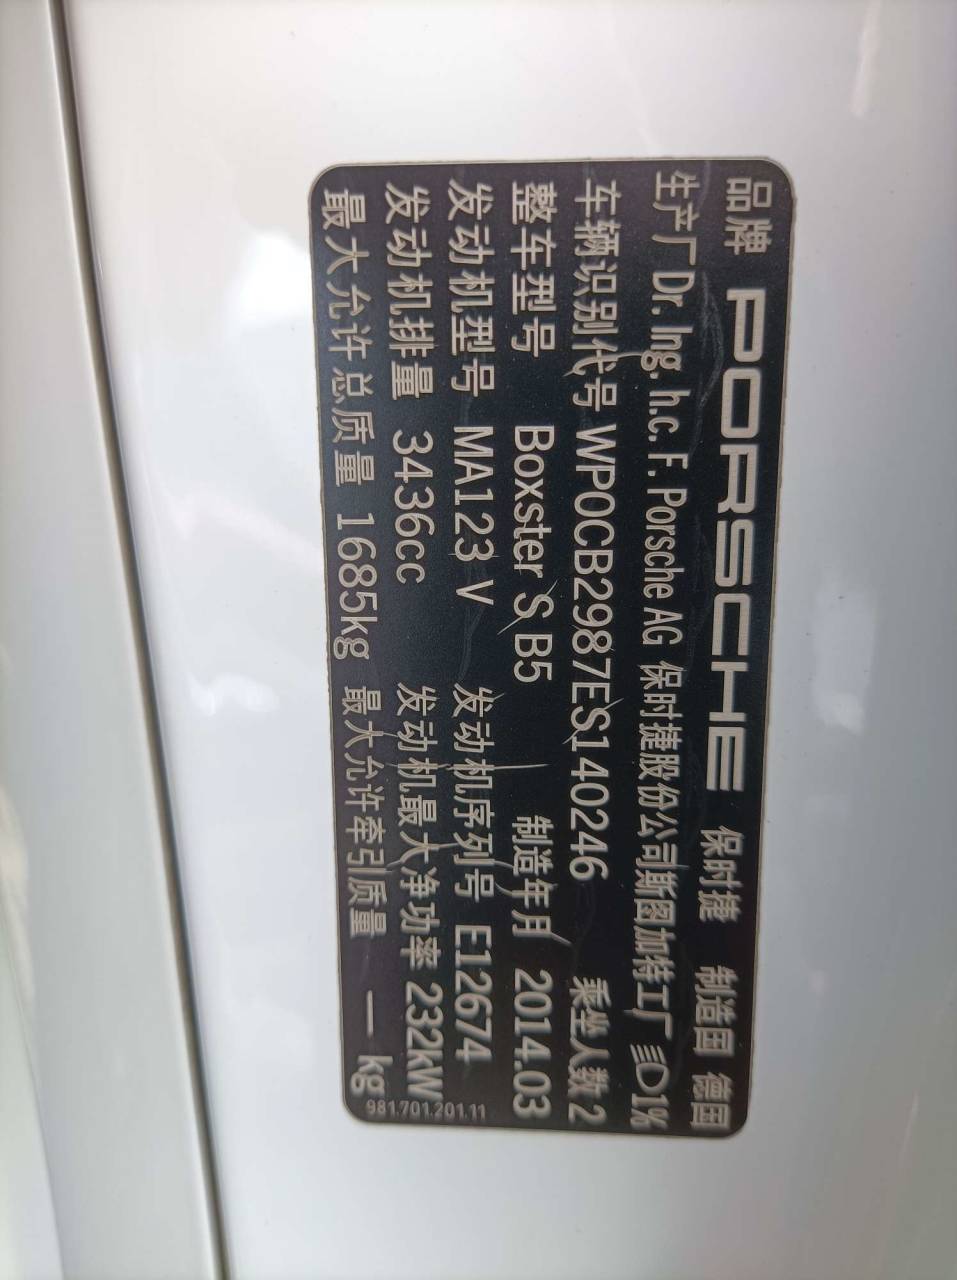 品牌 PORSCHE 保时捷 制造国 德国
生产厂 Dr. Ing. h.c. F. Porsche AG 保时捷股份公司斯图加特工厂 1%
车辆识别代号 WP0CB2987ES140246 乘坐人数 2
整车型号 Boxster S B5 制造年月 2014.03
发动机型号 MA123 V 发动机序列号 E12674
发动机排量 3436cc 发动机最大净功率 232kW
最大允许总质量 1685kg 最大允许牵引质量 — kg
981.701.201.11